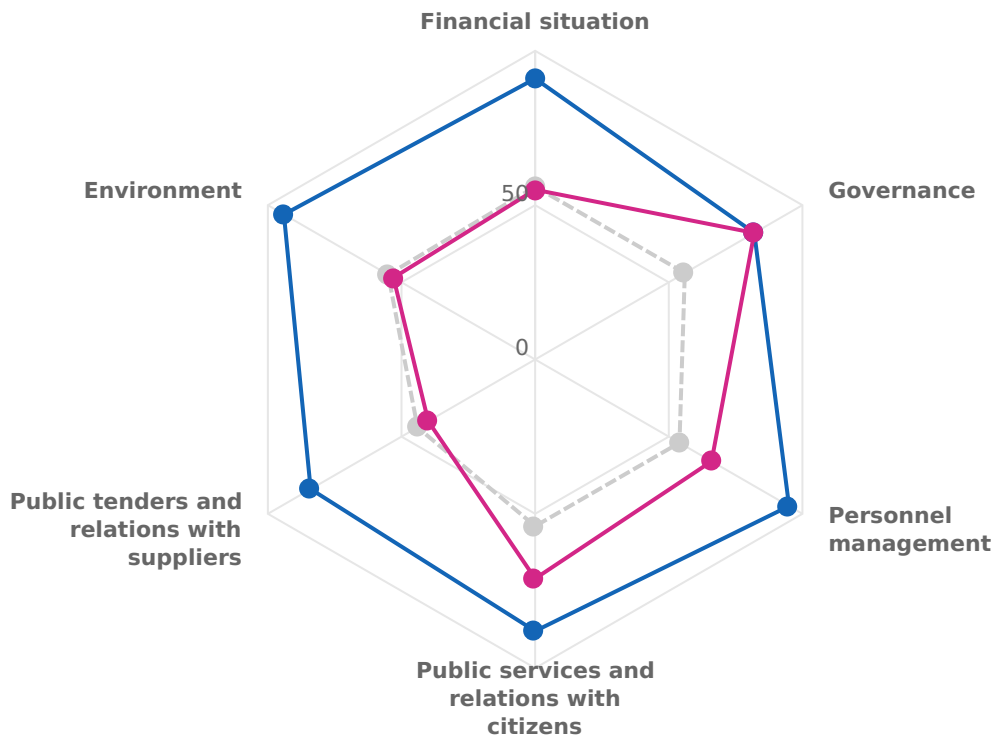 Financial situation
Environment
50
Governance
0
Public tenders and
relations with
suppliers
Personnel
management
Public services and
relations with
citizens